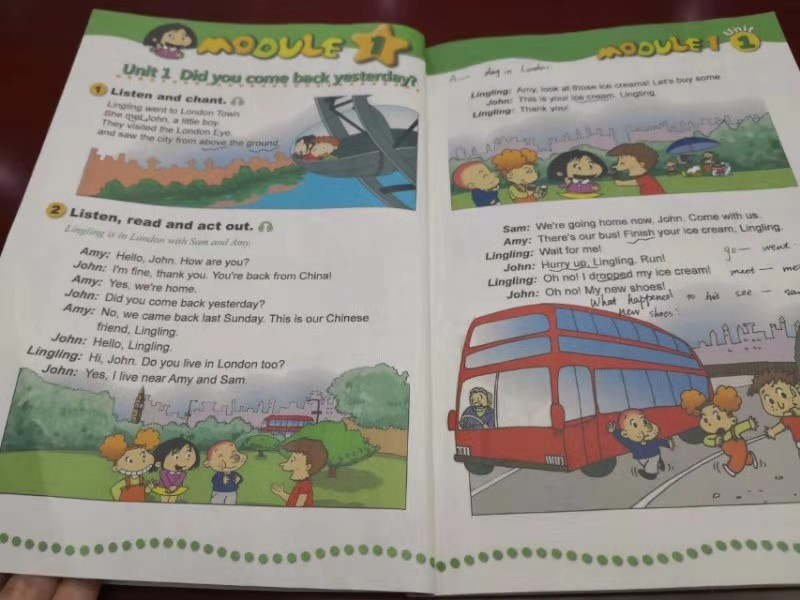 MODULE 1
Unit 1 Did you come back yesterday?
1 Listen and chant.
Lingling went to London Town
She met John, a little boy.
They visited the London Eye.
and saw the city from above the ground.
2 Listen, read and act out.
Lingling is in London with Sam and Amy.
Amy: Hello, John. How are you?
John: I'm fine, thank you. You're back from China!
Amy: Yes, we're home.
John: Did you come back yesterday?
Amy: No, we came back last Sunday. This is our Chinese
friend, Lingling.
John: Hello, Lingling.
Lingling: Hi, John. Do you live in London too?
John: Yes, I live near Amy and Sam.
MODULE 1 Unit 1
day in London
Lingling: Amy, look at those ice creams! Let's buy some.
John: This is your ice cream, Lingling.
Lingling: Thank you!
Sam: We're going home now, John. Come with us.
Amy: There's our bus! Finish your ice cream, Lingling.
Lingling: Wait for me!
John: Hurry up, Lingling. Run!
go — went
Lingling: Oh no! I dropped my ice cream!
meet —
John: Oh no! My new shoes!
What happened to his
see —
new shoes?